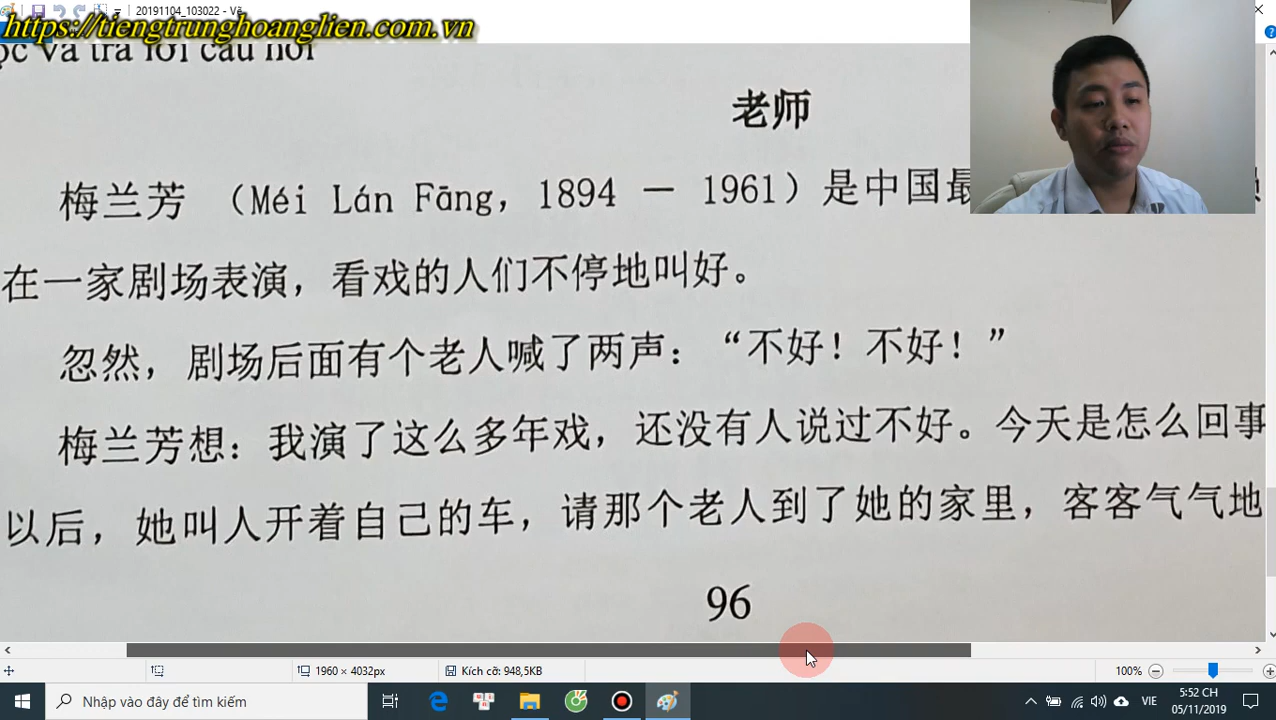 20191104_103022 - Vẽ
https://tiengtrunghoanglien.com.vn
ọc và trả lời câu hỏi
老师
梅兰芳 （Méi Lán Fāng, 1894 － 1961）是中国最
在一家剧场表演，看戏的人们不停地叫好。
忽然，剧场后面有个老人喊了两声：“不好！不好！”
梅兰芳想：我演了这么多年戏，还没有人说过不好。今天是怎么回事
以后，她叫人开着自己的车，请那个老人到了她的家里，客客气气地
96
1960 × 4032px
Kích cỡ: 948,5KB
100%
Nhập vào đây để tìm kiếm
VIE
5:52 CH
05/11/2019